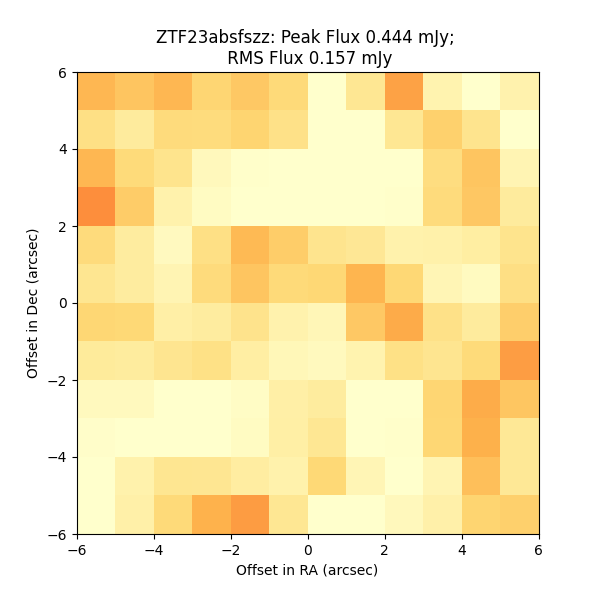 ZTF23absfszz: Peak Flux 0.444 mJy;
RMS Flux 0.157 mJy
6
4
2
0
−2
−4
−6
Offset in Dec (arcsec)
−6 −4 −2 0 2 4 6
Offset in RA (arcsec)